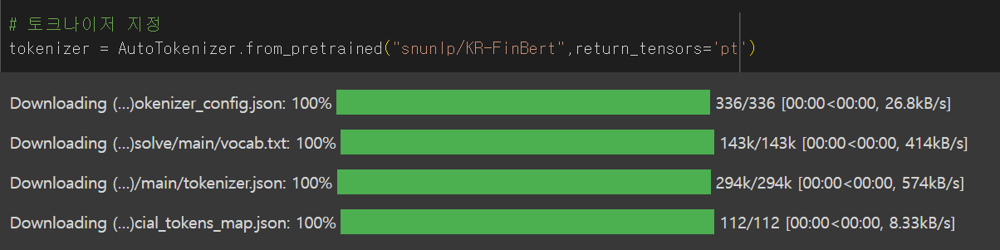 # 토크나이저 지정
tokenizer = AutoTokenizer.from_pretrained("snunlp/KR-FinBert",return_tensors='pt')
Downloading (...)okenizer_config.json: 100% 336/336 [00:00<00:00, 26.8kB/s]
Downloading (...)solve/main/vocab.txt: 100% 143k/143k [00:00<00:00, 414kB/s]
Downloading (...)/main/tokenizer.json: 100% 294k/294k [00:00<00:00, 574kB/s]
Downloading (...)cial_tokens_map.json: 100% 112/112 [00:00<00:00, 8.33kB/s]